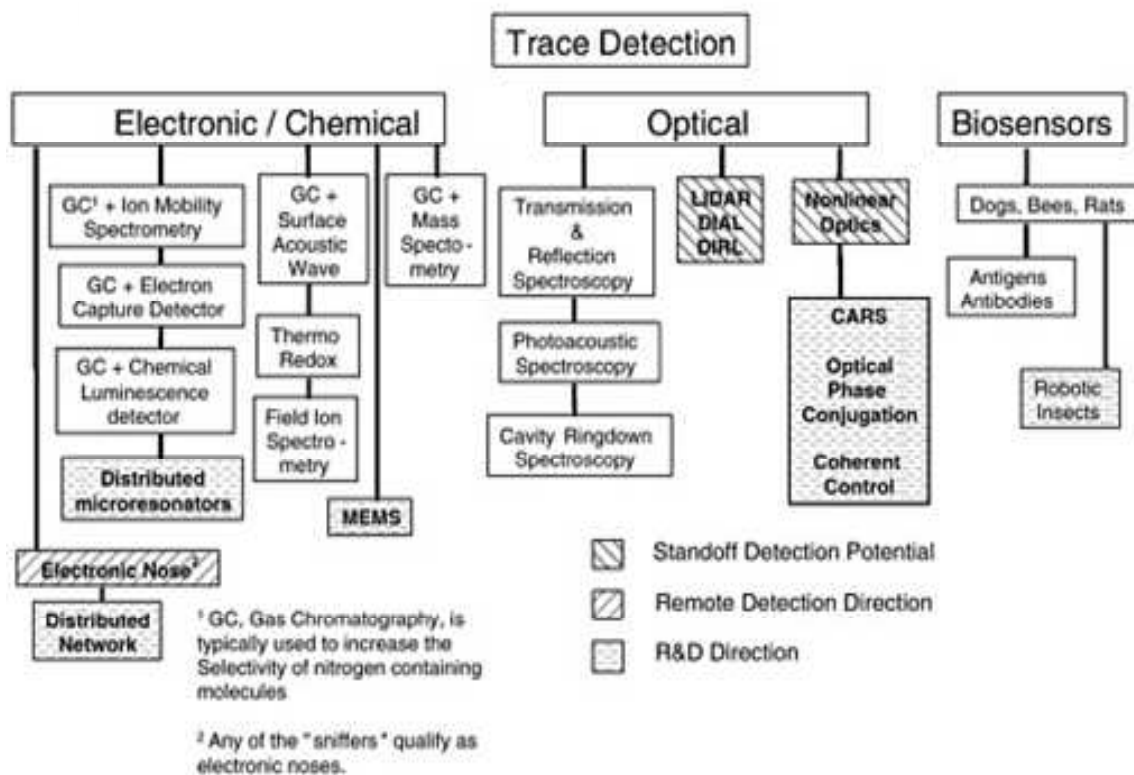 Trace Detection
Electronic / Chemical
Optical
Biosensors
GC¹ + Ion Mobility
Spectrometry
GC + Electron
Capture Detector
GC + Chemical
Luminescence
detector
Distributed
microresonators
GC +
Surface
Acoustic
Wave
Thermo
Redox
Field Ion
Spectro -
metry
GC +
Mass
Specto -
metry
MEMS
Electronic Nose²
Distributed
Network
Transmission
&
Reflection
Spectroscopy
Photoacoustic
Spectroscopy
Cavity Ringdown
Spectroscopy
LIDAR
DIAL
DIRL
Nonlinear
Optics
CARS
Optical
Phase
Conjugation
Coherent
Control
Dogs, Bees, Rats
Antigens
Antibodies
Robotic
Insects
Standoff Detection Potential
Remote Detection Direction
R&D Direction
¹ GC, Gas Chromatography, is
typically used to increase the
Selectivity of nitrogen containing
molecules
² Any of the "sniffers" qualify as
electronic noses.